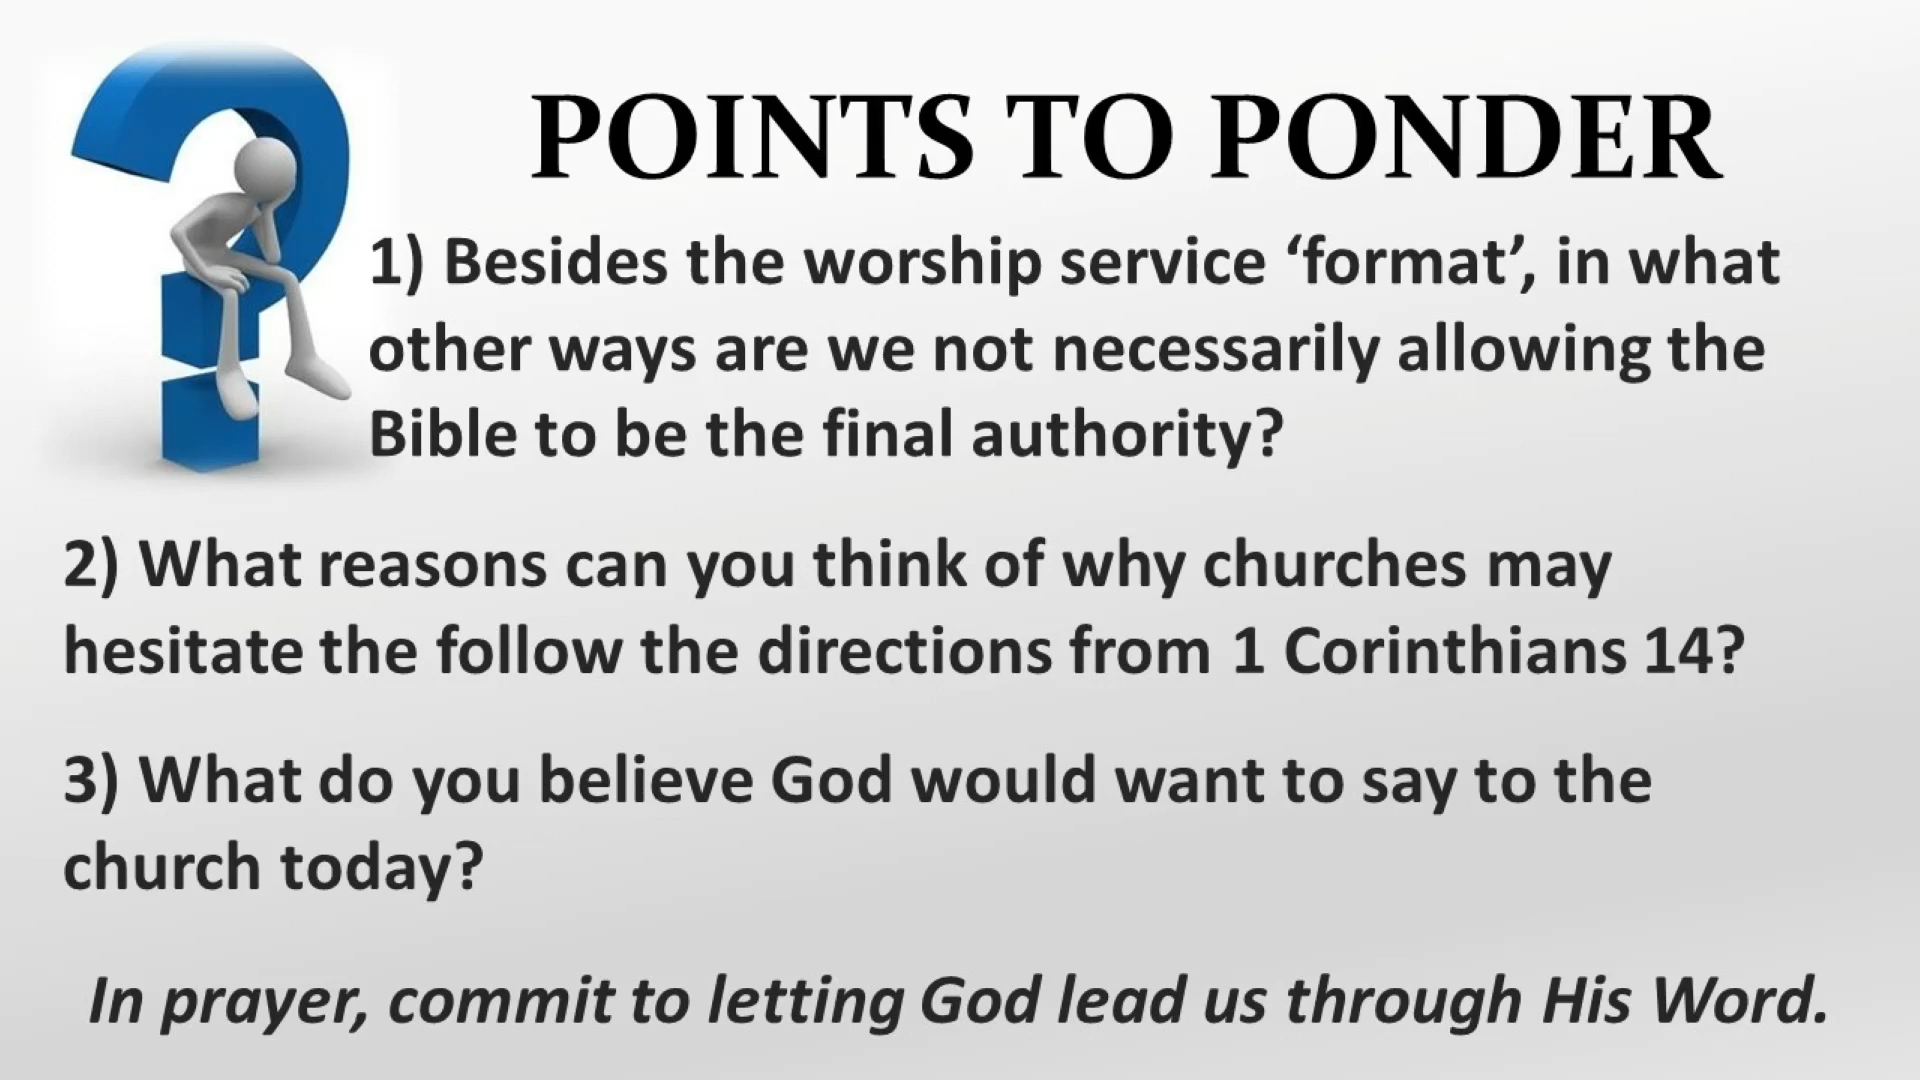 POINTS TO PONDER
1) Besides the worship service ‘format’, in what
other ways are we not necessarily allowing the
Bible to be the final authority?
2) What reasons can you think of why churches may
hesitate the follow the directions from 1 Corinthians 14?
3) What do you believe God would want to say to the
church today?
In prayer, commit to letting God lead us through His Word.